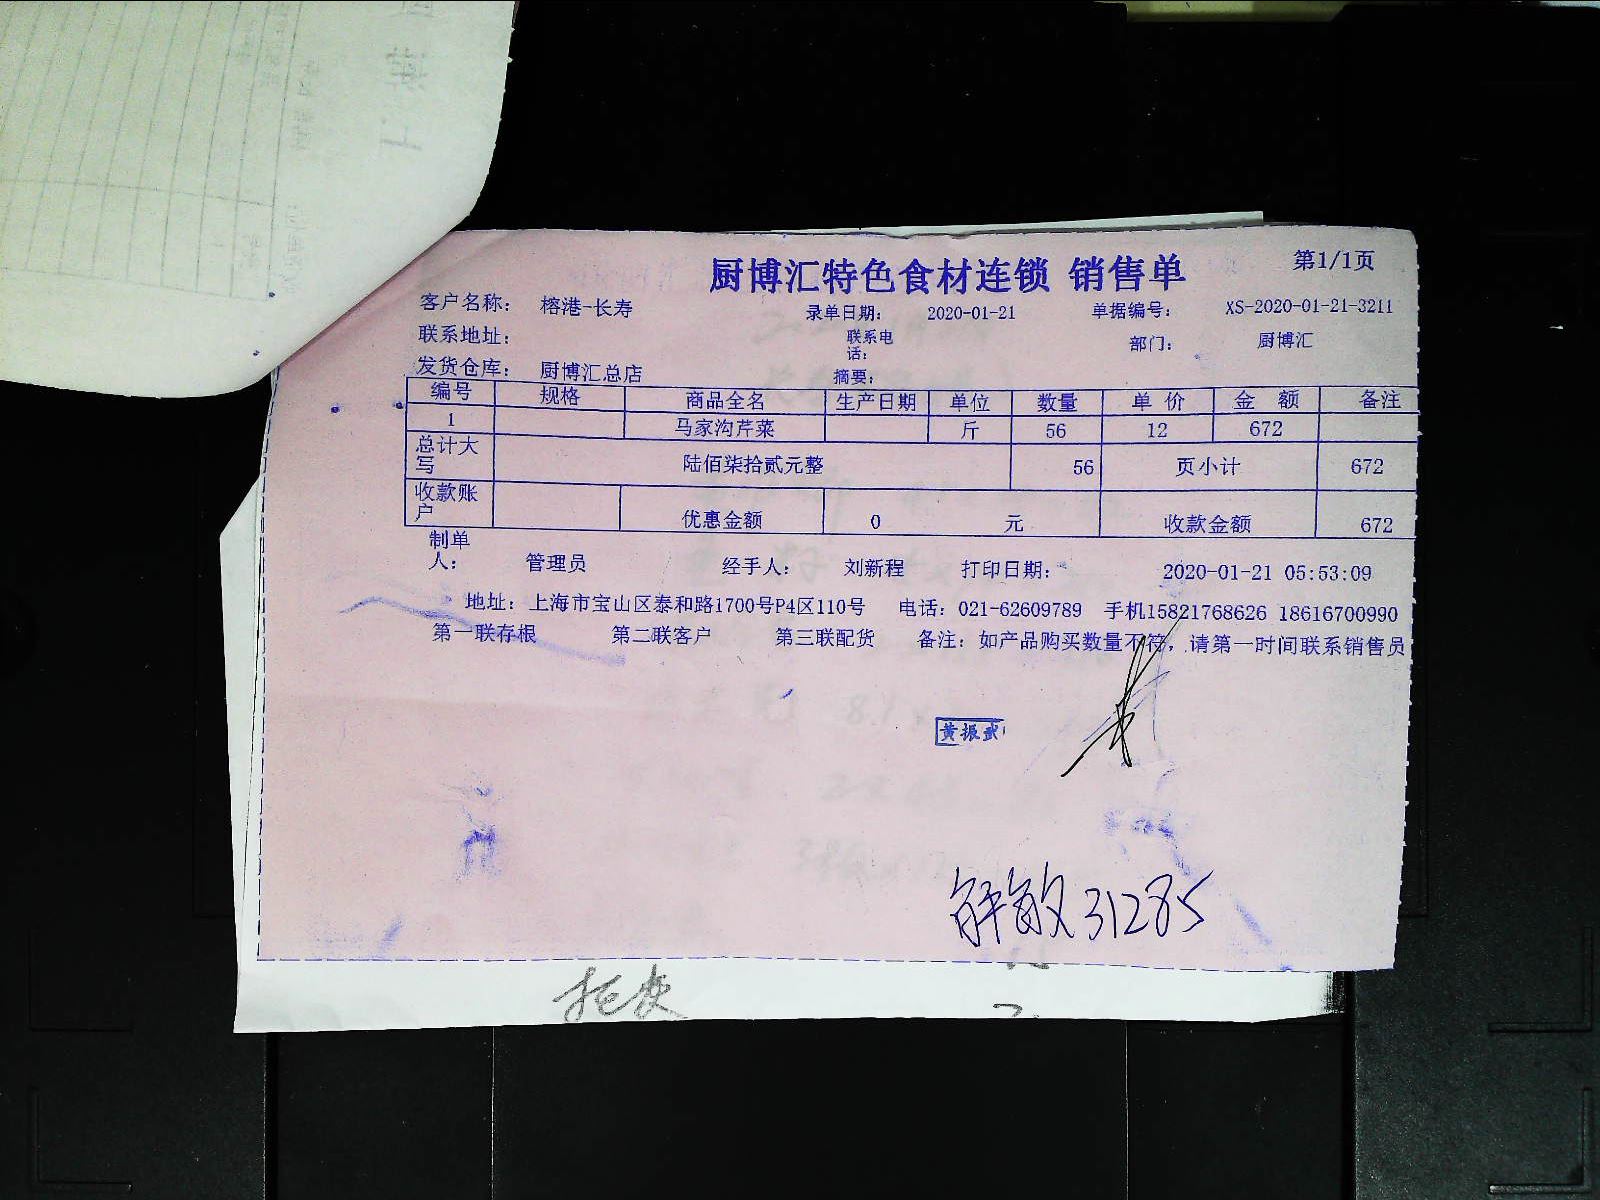 厨博汇特色食材连锁 销售单 第1/1页
客户名称： 榕港-长寿 录单日期： 2020-01-21 单据编号： XS-2020-01-21-3211
联系地址： 联系电话： 部门： 厨博汇
发货仓库： 厨博汇总店 摘要：
编号 规格 商品全名 生产日期 单位 数量 单 价 金 额 备注
1 马家沟芹菜 斤 56 12 672
总计大写 陆佰柒拾贰元整 56 页小计 672
收款账户 优惠金额 0 元 收款金额 672
制单人： 管理员 经手人： 刘新程 打印日期： 2020-01-21 05:53:09
地址：上海市宝山区泰和路1700号P4区110号 电话：021-62609789 手机15821768626 18616700990
第一联存根 第二联客户 第三联配货 备注：如产品购买数量不符，请第一时间联系销售员
黄振武
解敏 31285